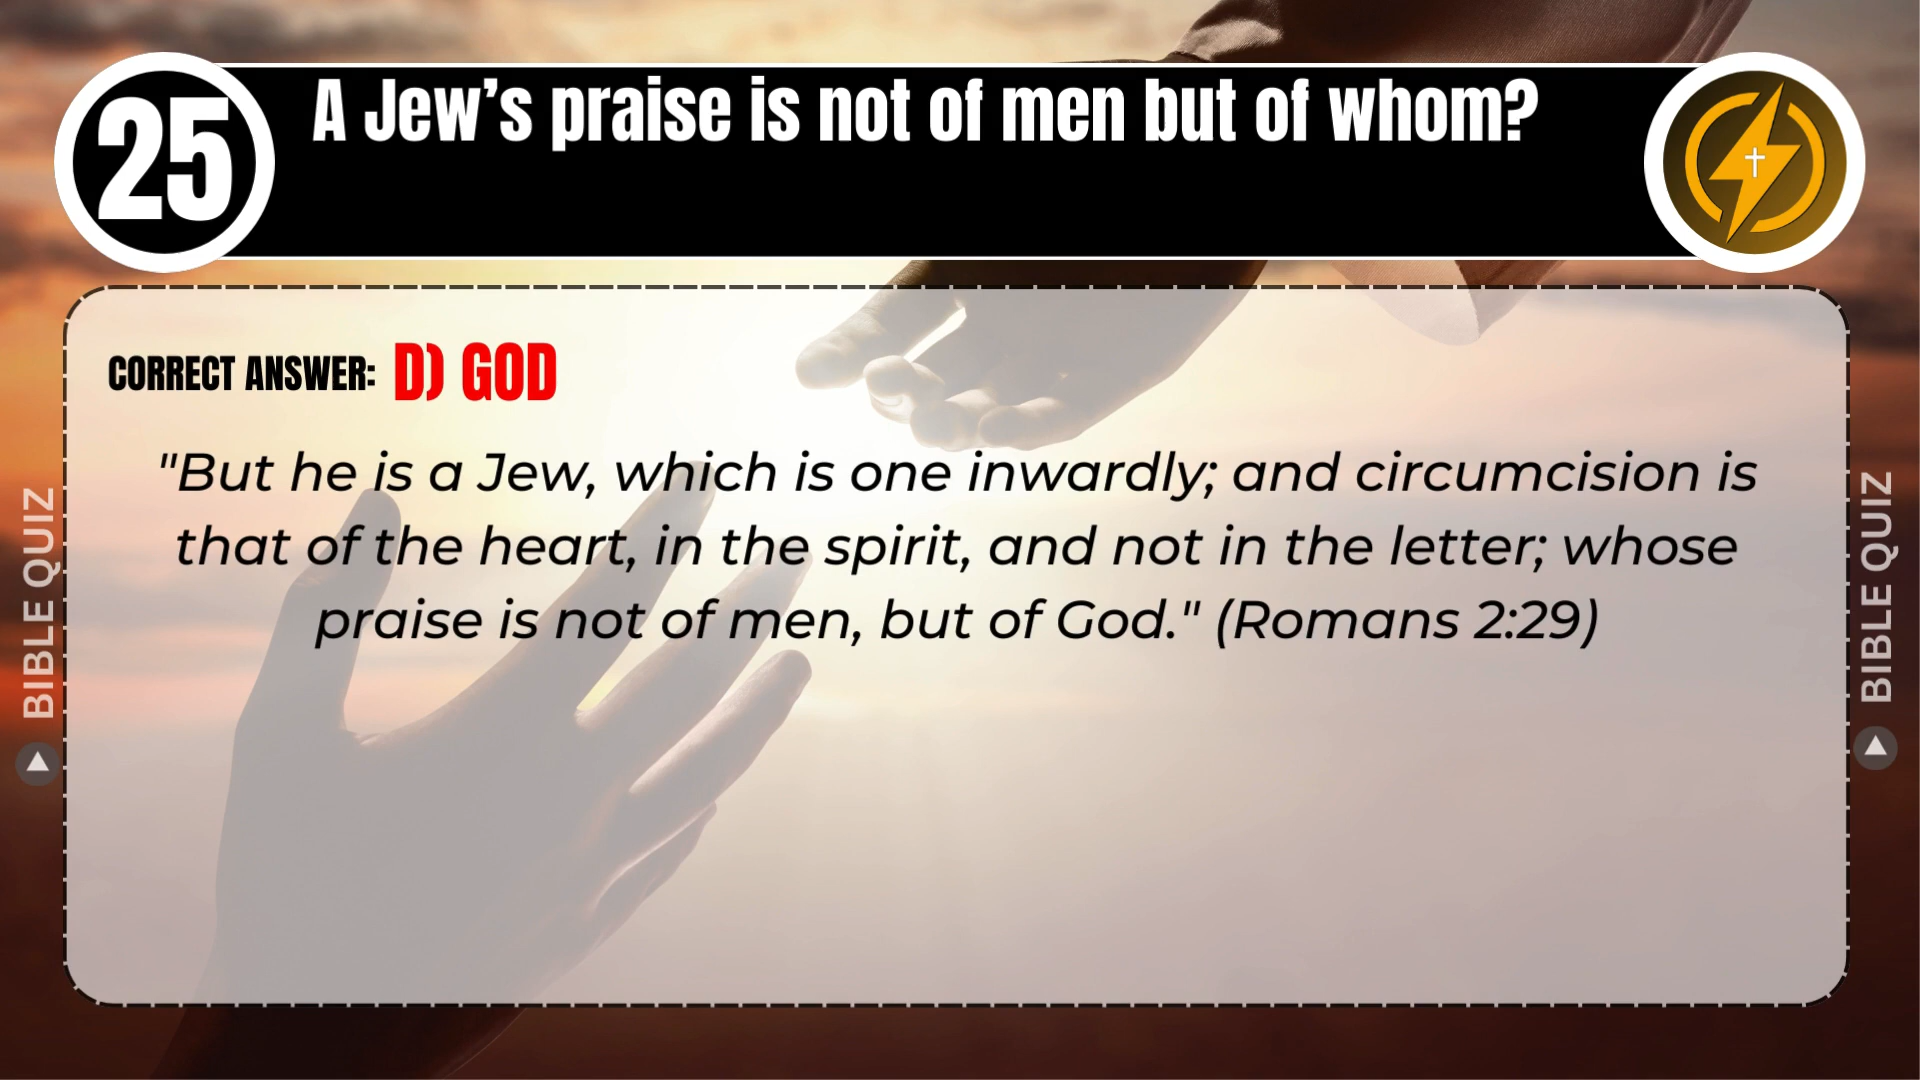 25
A Jew’s praise is not of men but of whom?
CORRECT ANSWER: D) GOD
"But he is a Jew, which is one inwardly; and circumcision is
that of the heart, in the spirit, and not in the letter; whose
praise is not of men, but of God." (Romans 2:29)
BIBLE QUIZ
BIBLE QUIZ